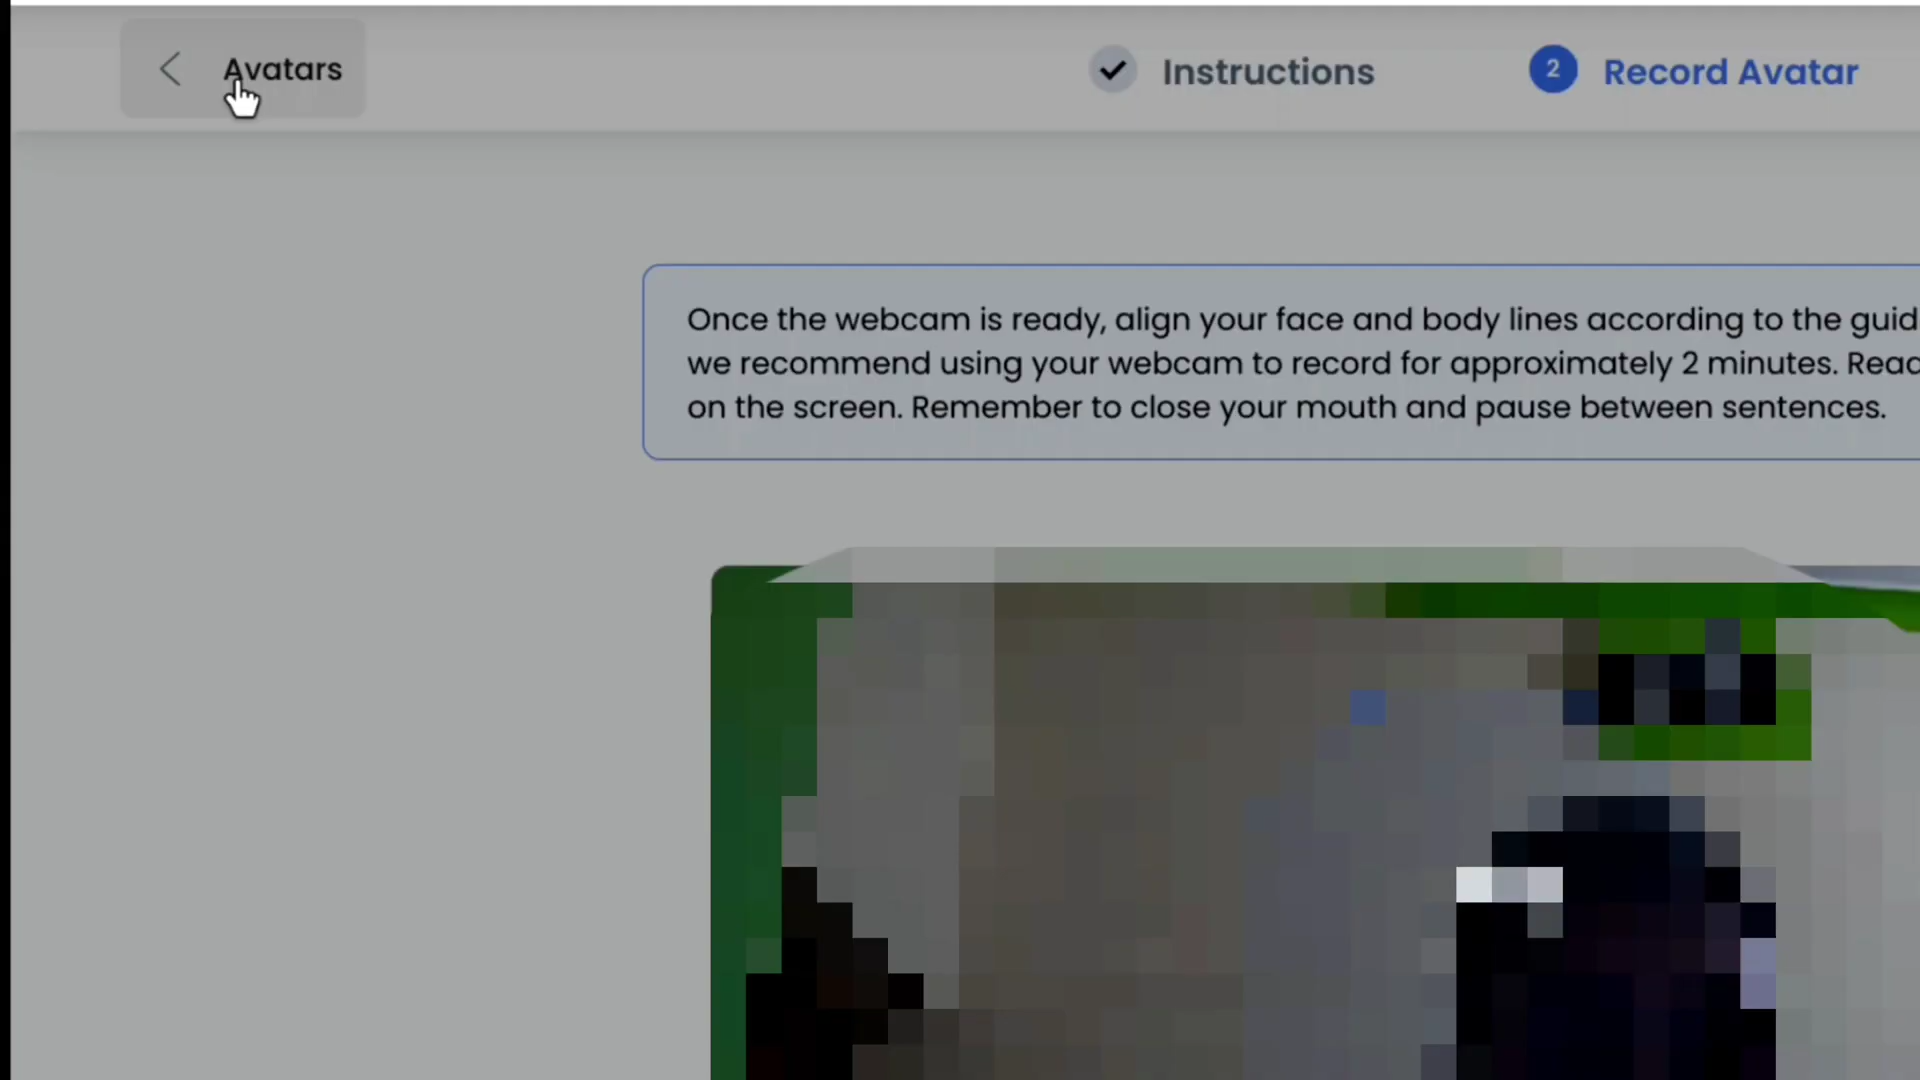 Avatars
Instructions
2
Record Avatar
Once the webcam is ready, align your face and body lines according to the guid
we recommend using your webcam to record for approximately 2 minutes. Read
on the screen. Remember to close your mouth and pause between sentences.